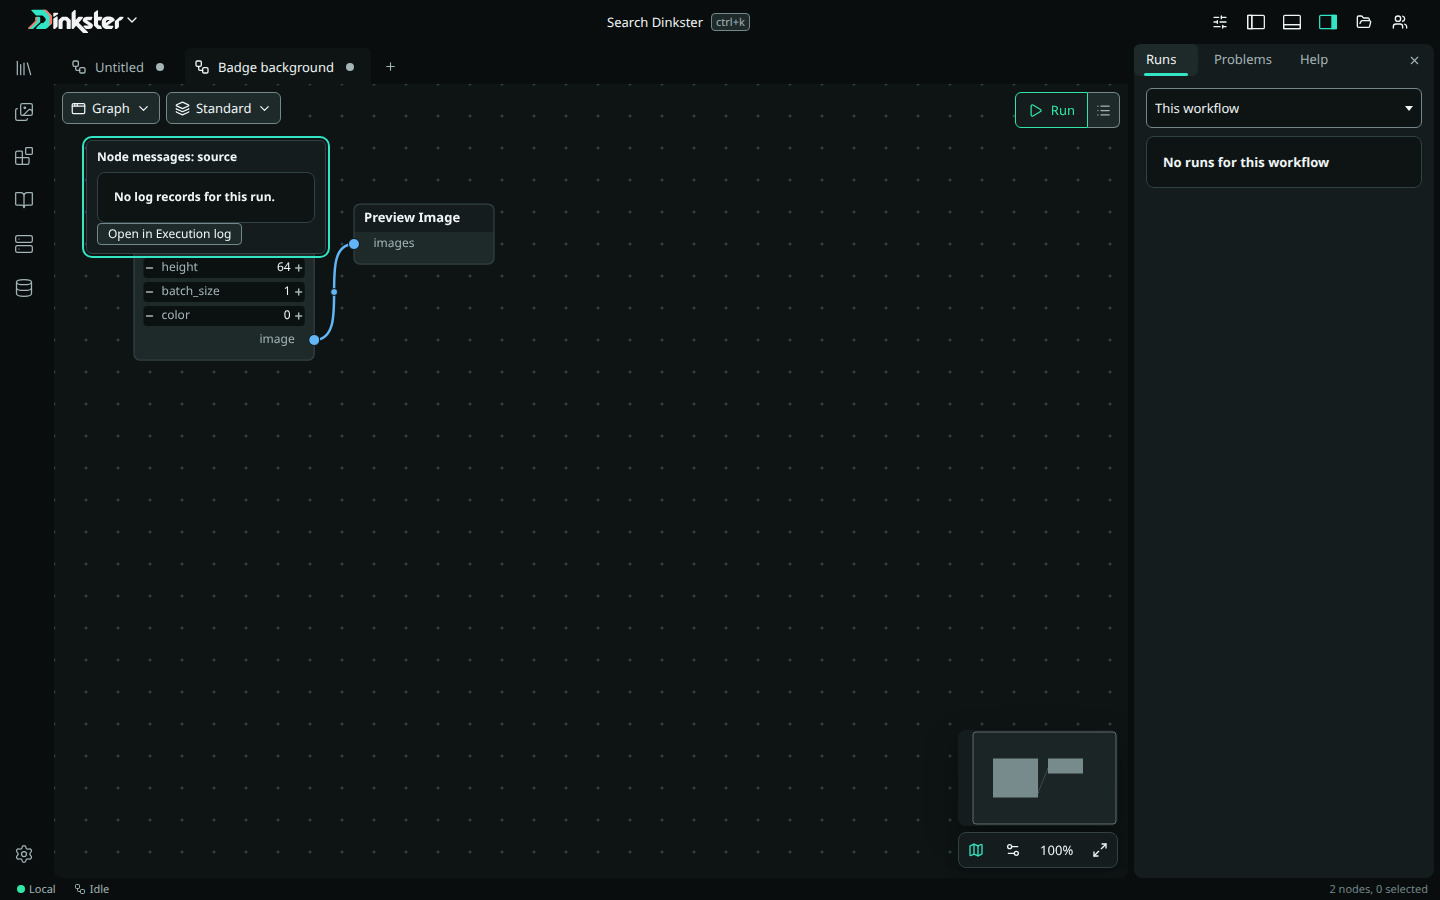 Dinkster
Search Dinkster ctrl+k
Untitled
Badge background
Graph
Standard
Run
Node messages: source
No log records for this run.
Open in Execution log
height 64
batch_size 1
color 0
image
Preview Image
images
100%
Runs
Problems
Help
This workflow
No runs for this workflow
Local
Idle
2 nodes, 0 selected